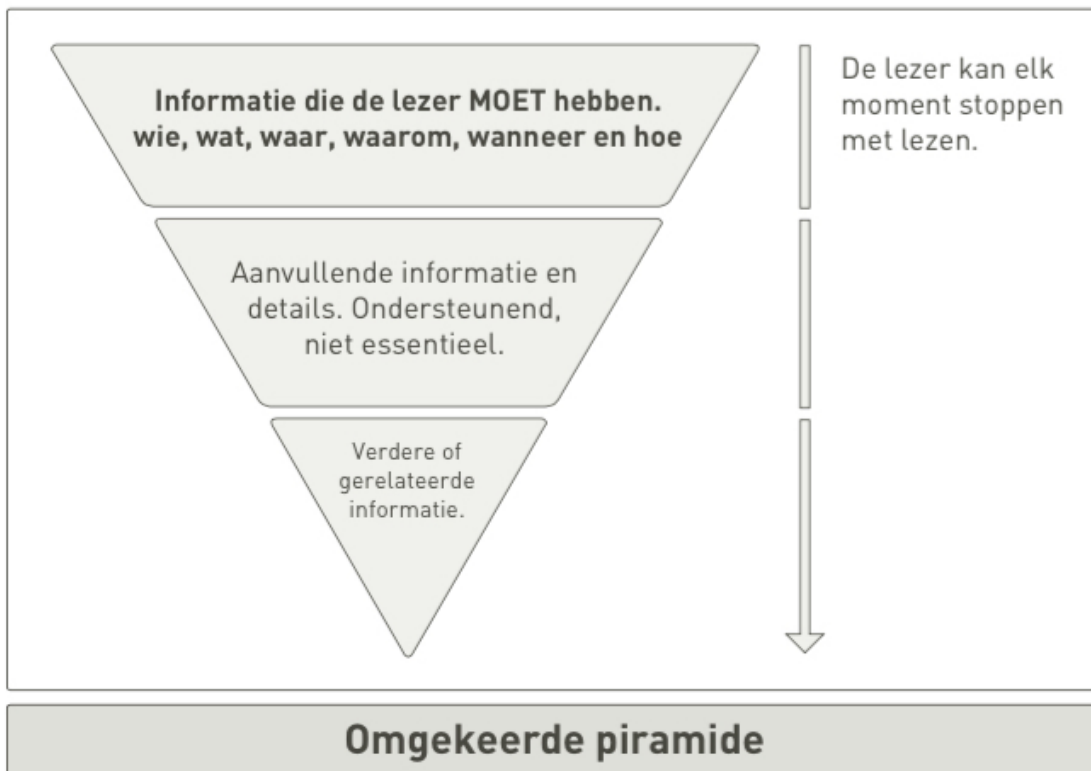 Informatie die de lezer MOET hebben.
wie, wat, waar, waarom, wanneer en hoe
De lezer kan elk
moment stoppen
met lezen.
Aanvullende informatie en
details. Ondersteunend,
niet essentieel.
Verdere of
gerelateerde
informatie.
Omgekeerde piramide